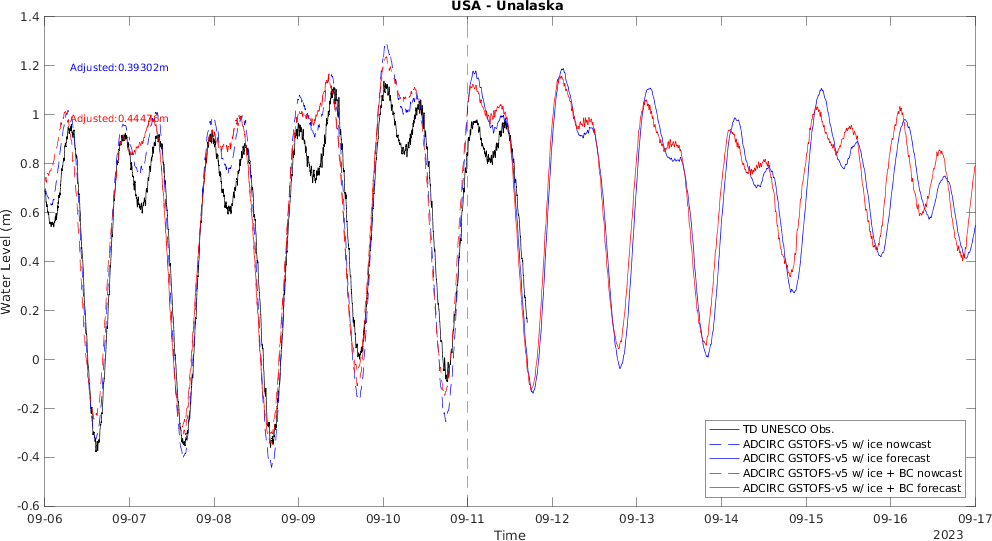 USA - Unalaska
1.4
1.2
1
0.8
0.6
0.4
0.2
0
-0.2
-0.4
-0.6
Water Level (m)
Adjusted:0.39302m
TD UNESCO Obs.
ADCIRC GSTOFS-v5 w/ ice nowcast
ADCIRC GSTOFS-v5 w/ ice forecast
ADCIRC GSTOFS-v5 w/ ice + BC nowcast
ADCIRC GSTOFS-v5 w/ ice + BC forecast
09-06 09-07 09-08 09-09 09-10 09-11 09-12 09-13 09-14 09-15 09-16 09-17
Time
2023